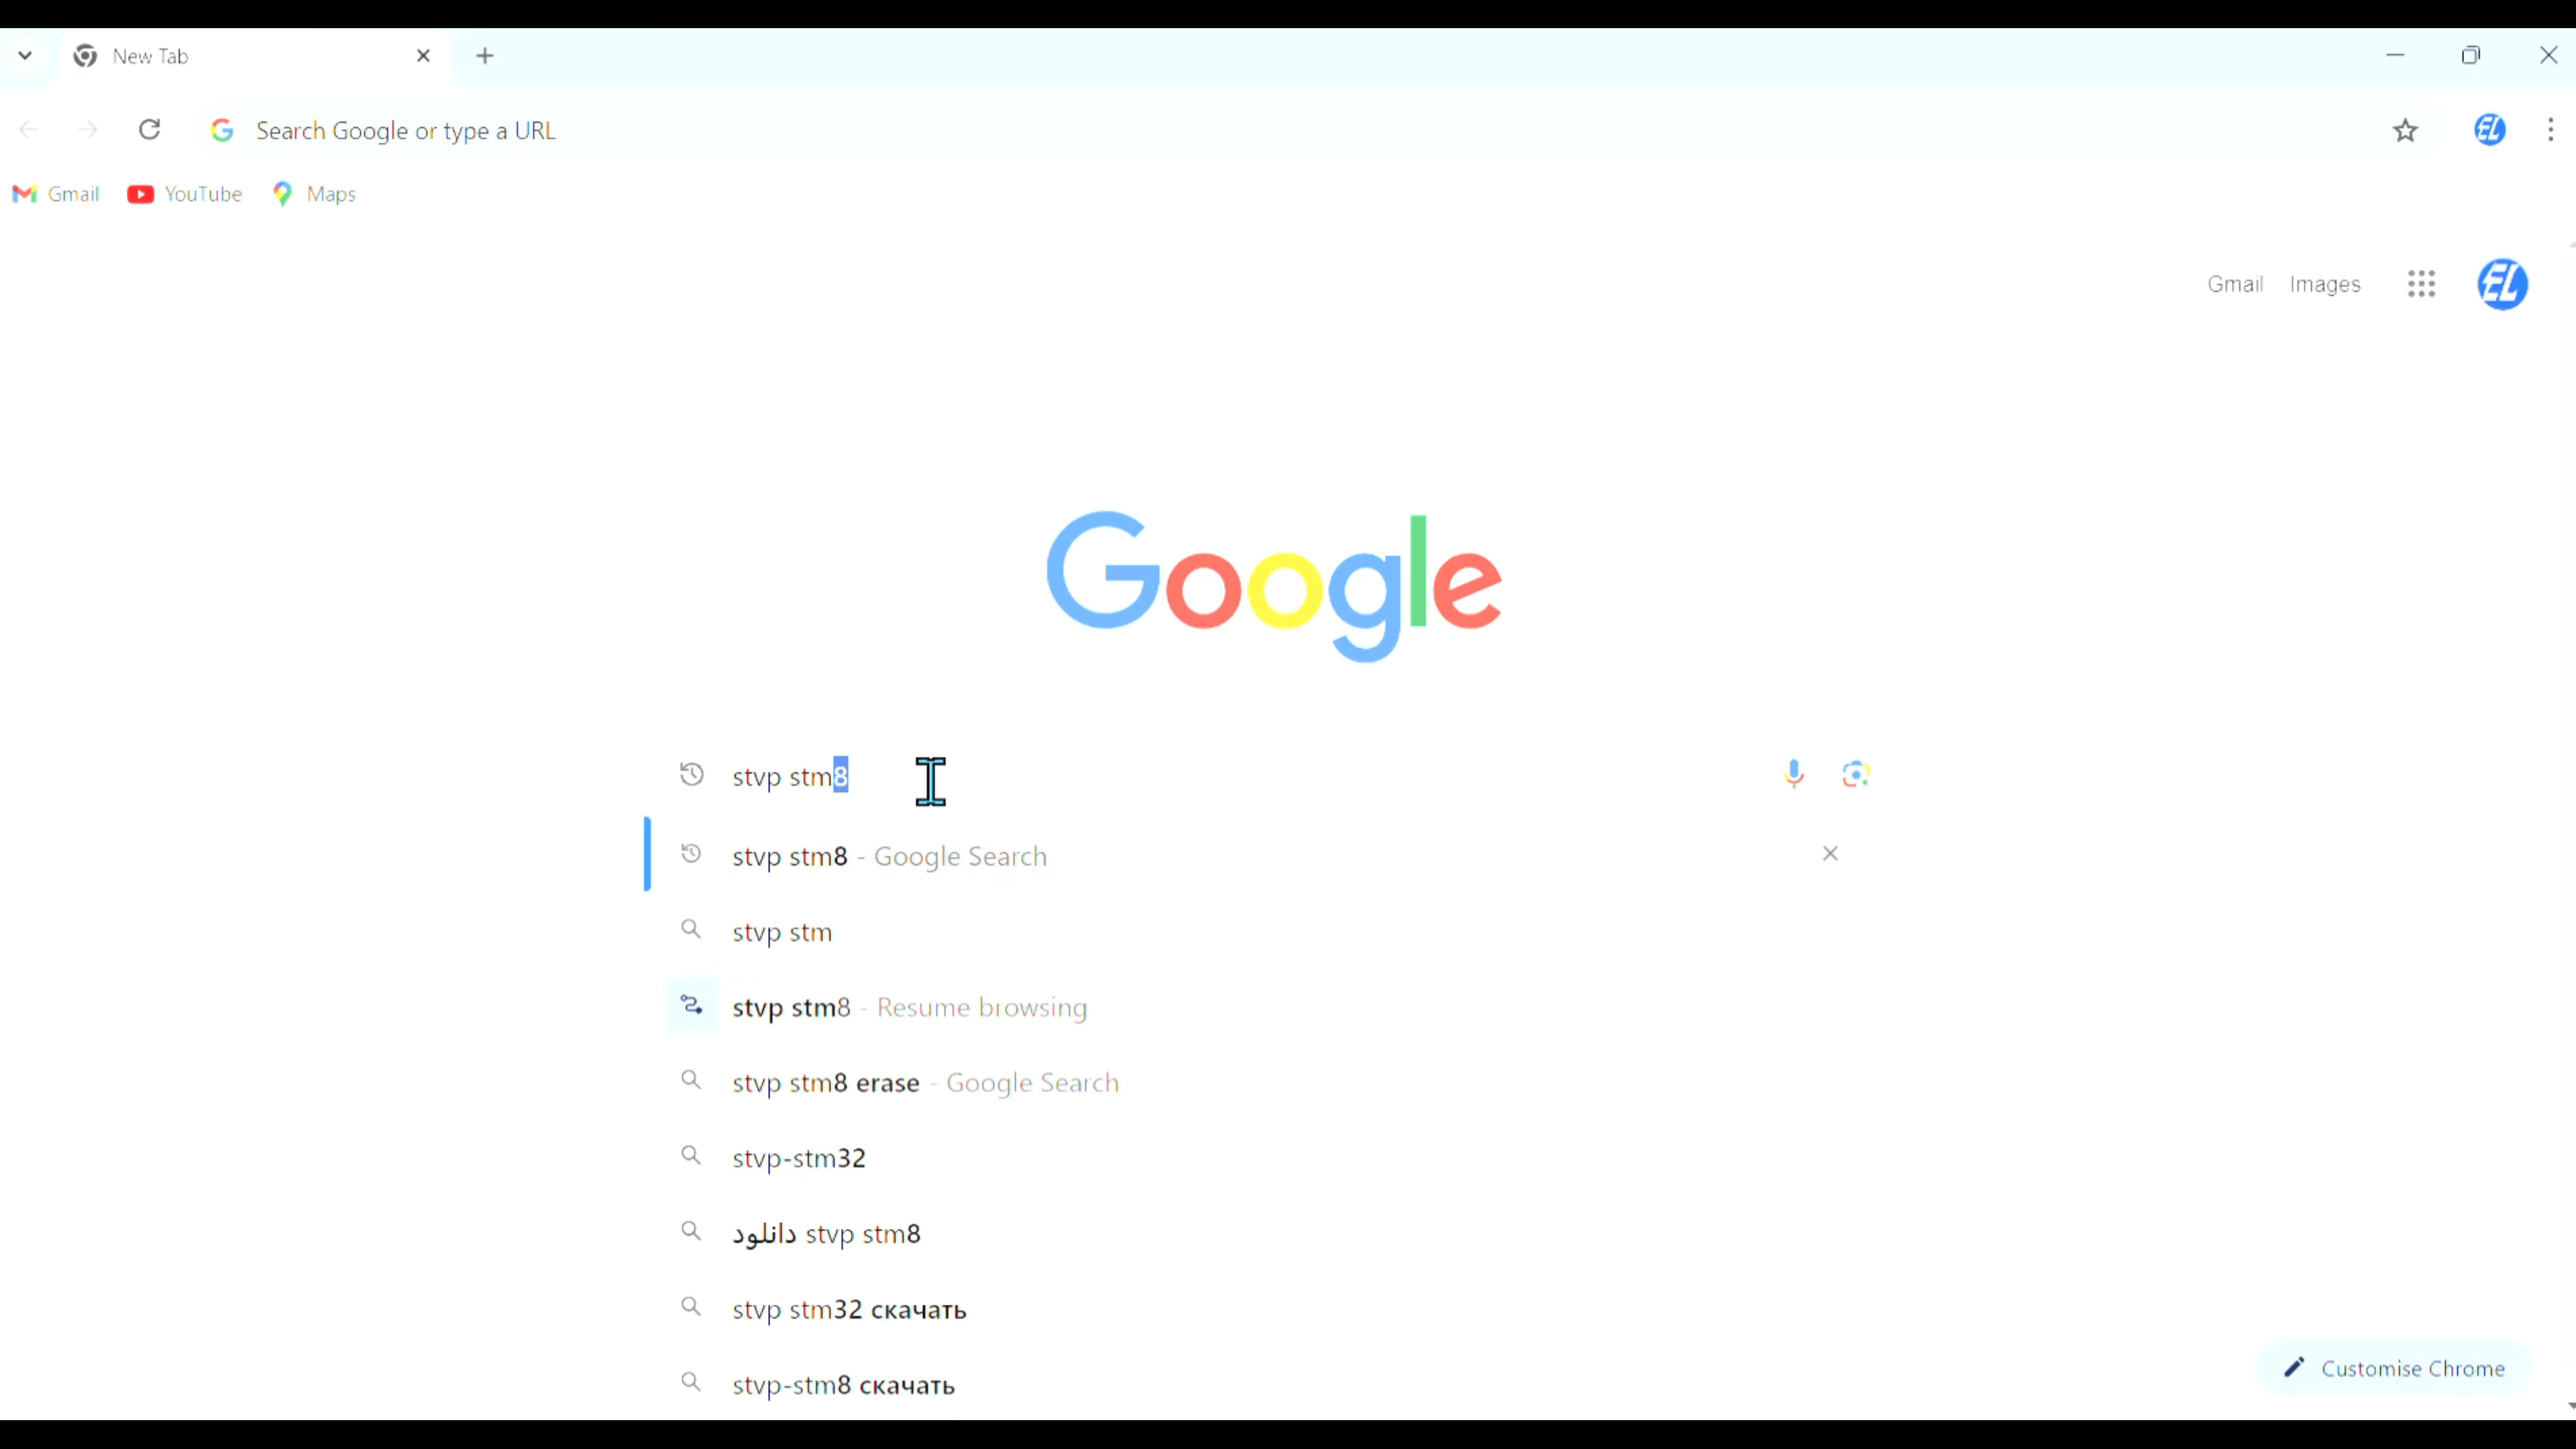 New Tab
Search Google or type a URL
EL
Gmail YouTube Maps
Gmail Images EL
Google
stvp stm8
stvp stm8 - Google Search
stvp stm
stvp stm8 - Resume browsing
stvp stm8 erase - Google Search
stvp-stm32
دانلود stvp stm8
stvp stm32 скачать
stvp-stm8 скачать
Customise Chrome